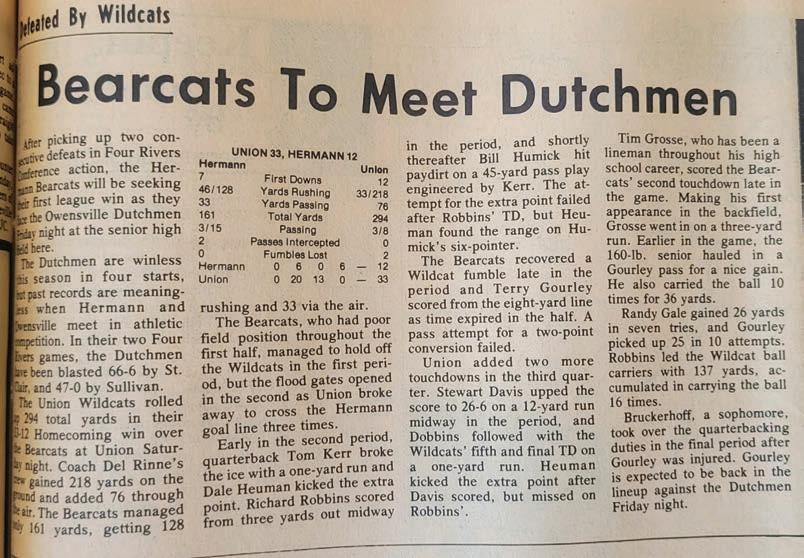 Defeated By Wildcats
Bearcats To Meet Dutchmen
After picking up two con-
secutive defeats in Four Rivers
Conference action, the Her-
mann Bearcats will be seeking
their first league win as they
face the Owensville Dutchmen
Friday night at the senior high
field here.
The Dutchmen are winless
this season in four starts,
but past records are meaning-
less when Hermann and
Owensville meet in athletic
competition. In their two Four
Rivers games, the Dutchmen
have been blasted 66-6 by St.
Clair, and 47-0 by Sullivan.
The Union Wildcats rolled
up 294 total yards in their
33-12 Homecoming win over
the Bearcats at Union Satur-
day night. Coach Del Rinne's
crew gained 218 yards on the
ground and added 76 through
the air. The Bearcats managed
only 161 yards, getting 128
UNION 33, HERMANN 12
Hermann Union
7 First Downs 12
46/128 Yards Rushing 33/218
33 Yards Passing 76
161 Total Yards 294
3/15 Passing 3/8
2 Passes Intercepted 0
0 Fumbles Lost 2
Hermann 0 6 0 6 — 12
Union 0 20 13 0 — 33
rushing and 33 via the air.
The Bearcats, who had poor
field position throughout the
first half, managed to hold off
the Wildcats in the first peri-
od, but the flood gates opened
in the second as Union broke
away to cross the Hermann
goal line three times.
Early in the second period,
quarterback Tom Kerr broke
the ice with a one-yard run and
Dale Heuman kicked the extra
point. Richard Robbins scored
from three yards out midway
in the period, and shortly
thereafter Bill Humick hit
paydirt on a 45-yard pass play
engineered by Kerr. The at-
tempt for the extra point failed
after Robbins' TD, but Heu-
man found the range on Hu-
mick's six-pointer.
The Bearcats recovered a
Wildcat fumble late in the
period and Terry Gourley
scored from the eight-yard line
as time expired in the half. A
pass attempt for a two-point
conversion failed.
Union added two more
touchdowns in the third quar-
ter. Stewart Davis upped the
score to 26-6 on a 12-yard run
midway in the period, and
Dobbins followed with the
Wildcats' fifth and final TD on
a one-yard run. Heuman
kicked the extra point after
Davis scored, but missed on
Robbins'.
Tim Grosse, who has been a
lineman throughout his high
school career, scored the Bear-
cats' second touchdown late in
the game. Making his first
appearance in the backfield,
Grosse went in on a three-yard
run. Earlier in the game, the
160-lb. senior hauled in a
Gourley pass for a nice gain.
He also carried the ball 10
times for 36 yards.
Randy Gale gained 26 yards
in seven tries, and Gourley
picked up 25 in 10 attempts.
Robbins led the Wildcat ball
carriers with 137 yards, ac-
cumulated in carrying the ball
16 times.
Bruckerhoff, a sophomore,
took over the quarterbacking
duties in the final period after
Gourley was injured. Gourley
is expected to be back in the
lineup against the Dutchmen
Friday night.